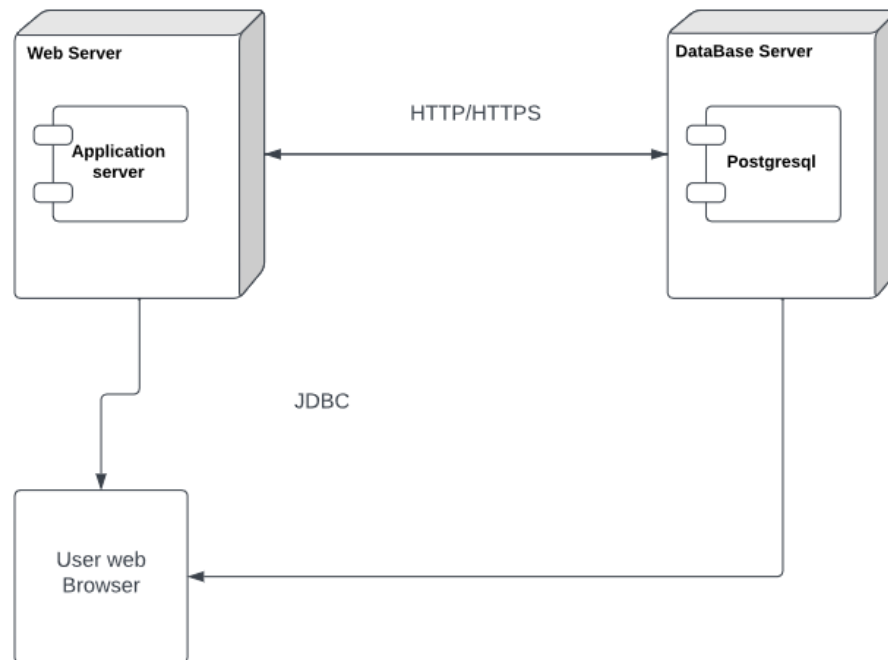 Web Server
DataBase Server
HTTP/HTTPS
Application
server
Postgresql
JDBC
User web
Browser